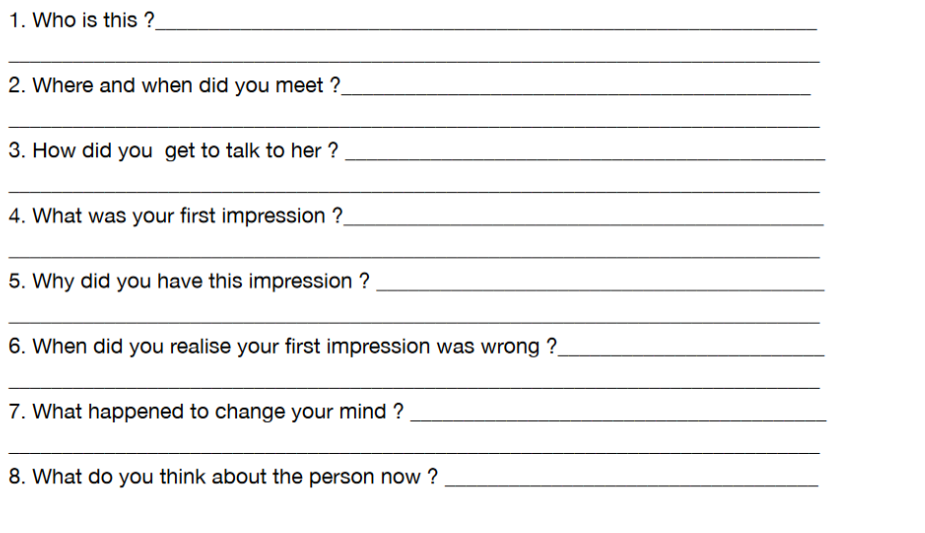 1. Who is this ?
2. Where and when did you meet ?
3. How did you  get to talk to her ?
4. What was your first impression ?
5. Why did you have this impression ?
6. When did you realise your first impression was wrong ?
7. What happened to change your mind ?
8. What do you think about the person now ?